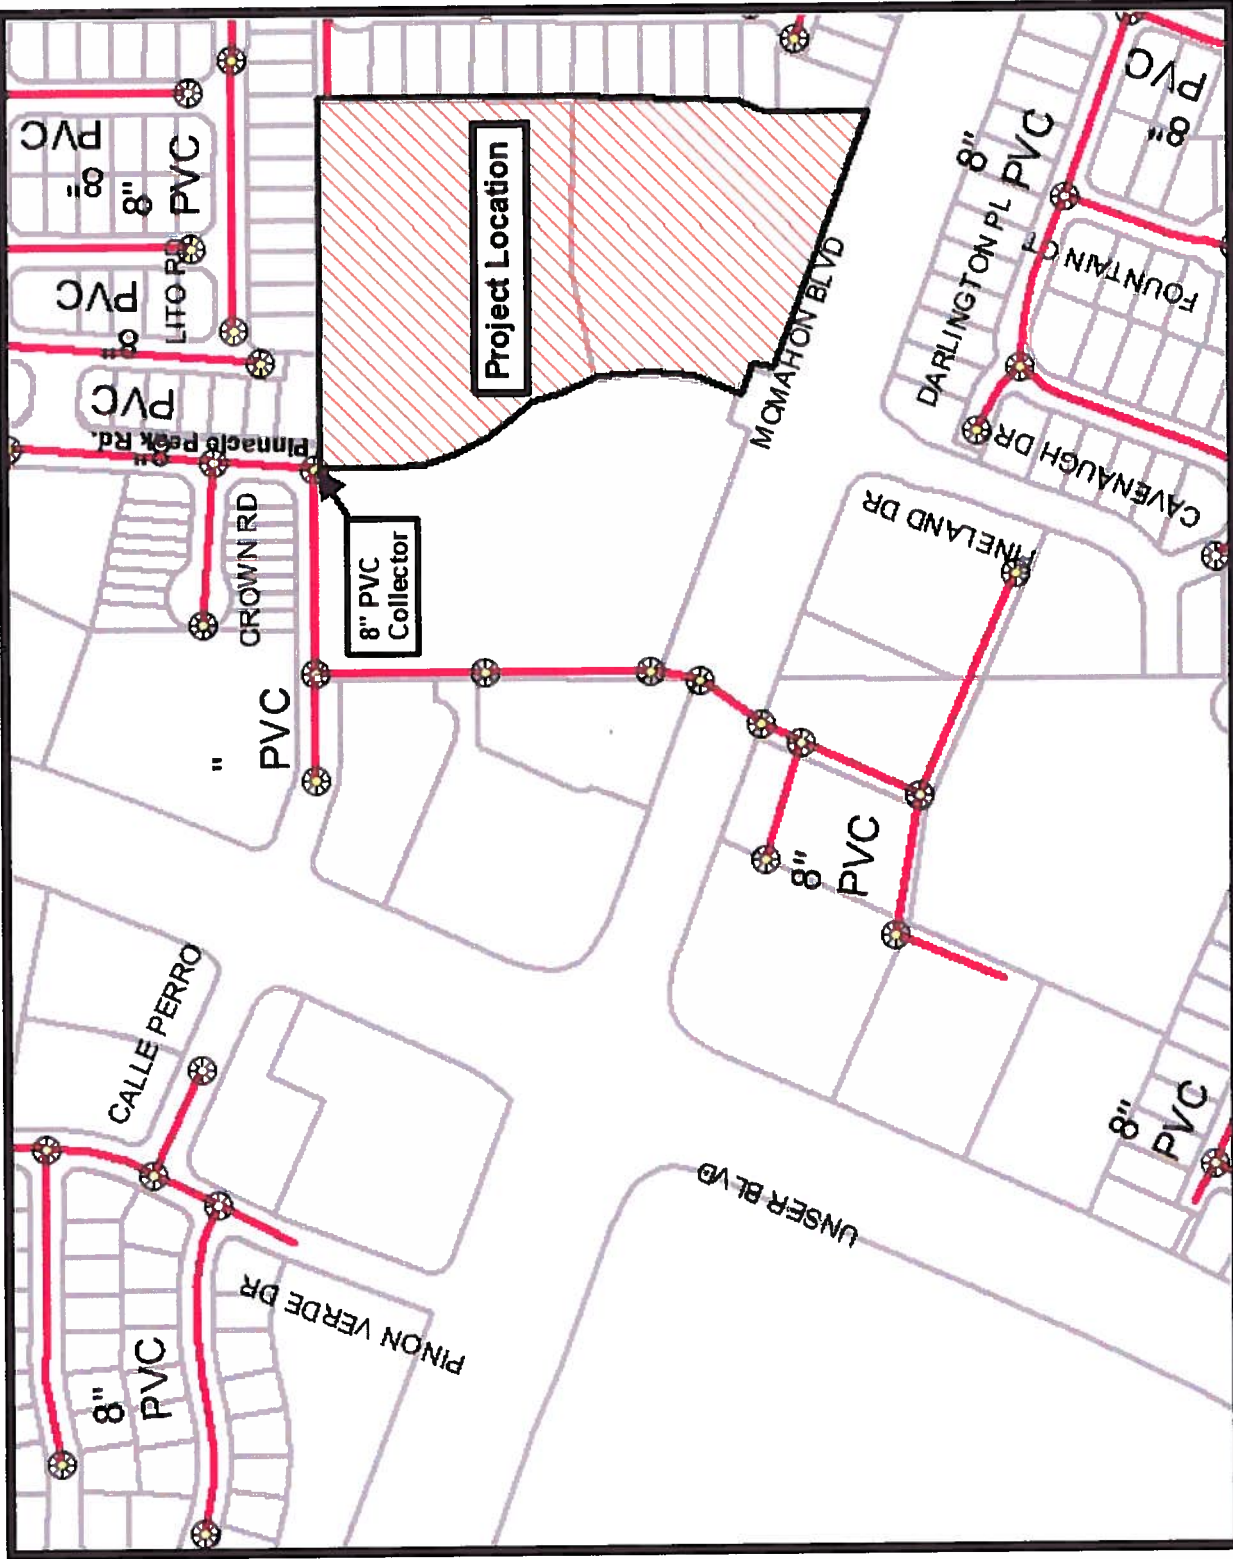 PVC
8"
8"
PVC
LITO RD
PVC
8"
PVC
Pinnacle Peak Rd.
"
CROWN RD
"
PVC
8" PVC
Collector
Project Location
MCMAHON BLVD
8"
PVC
PVC
8"
DARLINGTON PL
FOUNTAIN CT
CAVENAUGH DR
PINELAND DR
8"
PVC
CALLE PERRO
PINON VERDE DR
8"
PVC
UNSER BLVD
8"
PVC